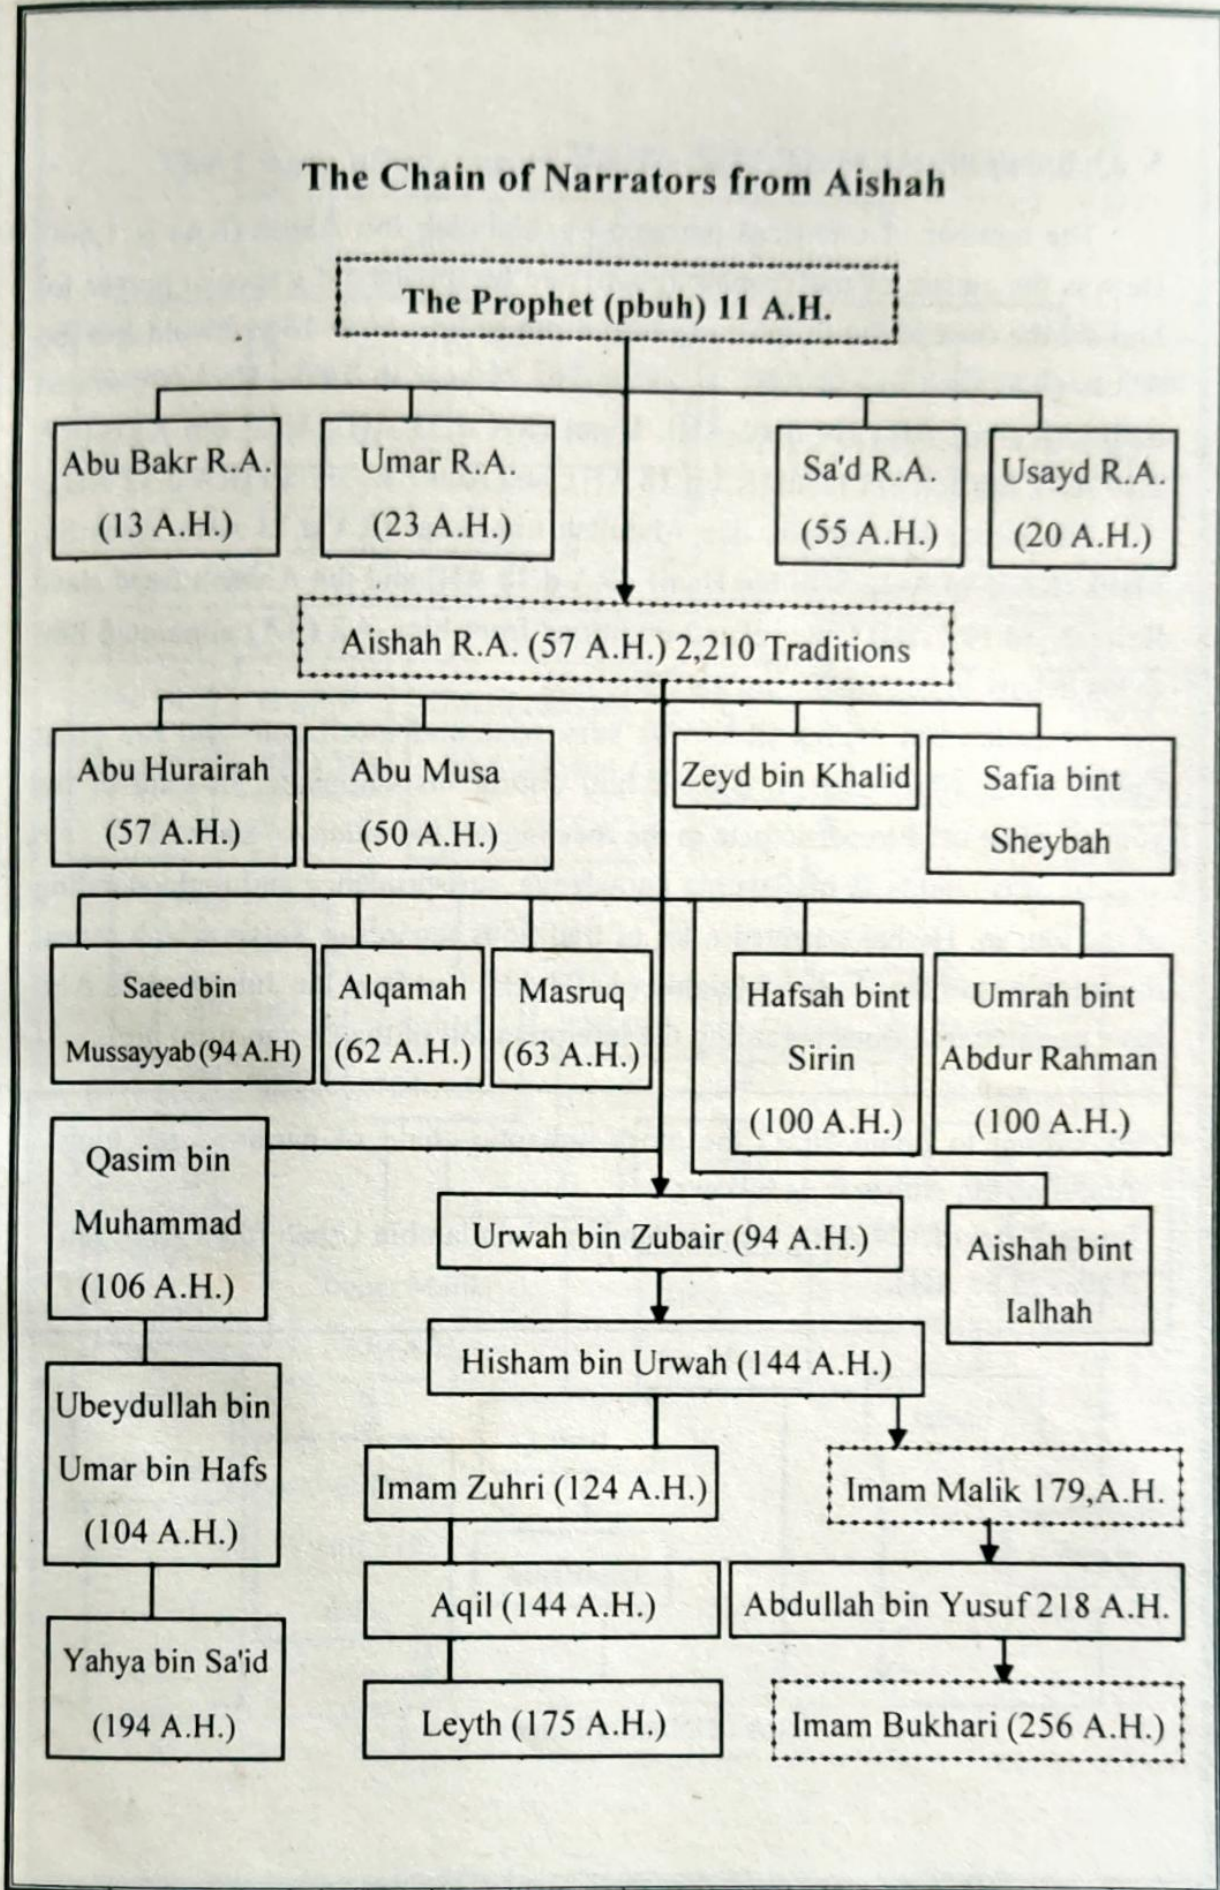 The Chain of Narrators from Aishah
The Prophet (pbuh) 11 A.H.
Abu Bakr R.A.
(13 A.H.)
Umar R.A.
(23 A.H.)
Sa'd R.A.
(55 A.H.)
Usayd R.A.
(20 A.H.)
Aishah R.A. (57 A.H.) 2,210 Traditions
Abu Hurairah
(57 A.H.)
Abu Musa
(50 A.H.)
Zeyd bin Khalid
Safia bint
Sheybah
Saeed bin
Mussayyab (94 A.H)
Alqamah
(62 A.H.)
Masruq
(63 A.H.)
Hafsah bint
Sirin
(100 A.H.)
Umrah bint
Abdur Rahman
(100 A.H.)
Qasim bin
Muhammad
(106 A.H.)
Urwah bin Zubair (94 A.H.)
Aishah bint
Ialhah
Hisham bin Urwah (144 A.H.)
Ubeydullah bin
Umar bin Hafs
(104 A.H.)
Imam Zuhri (124 A.H.)
Imam Malik 179,A.H.
Aqil (144 A.H.)
Abdullah bin Yusuf 218 A.H.
Yahya bin Sa'id
(194 A.H.)
Leyth (175 A.H.)
Imam Bukhari (256 A.H.)